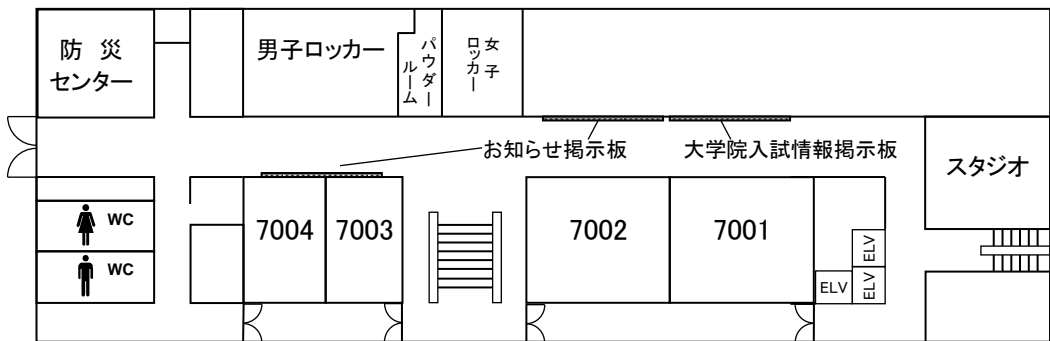 防 災
センター
男子ロッカー
パウダー
ルーム
女子
ロッカー
お知らせ掲示板
大学院入試情報掲示板
スタジオ
WC
WC
7004
7003
7002
7001
ELV
ELV
ELV